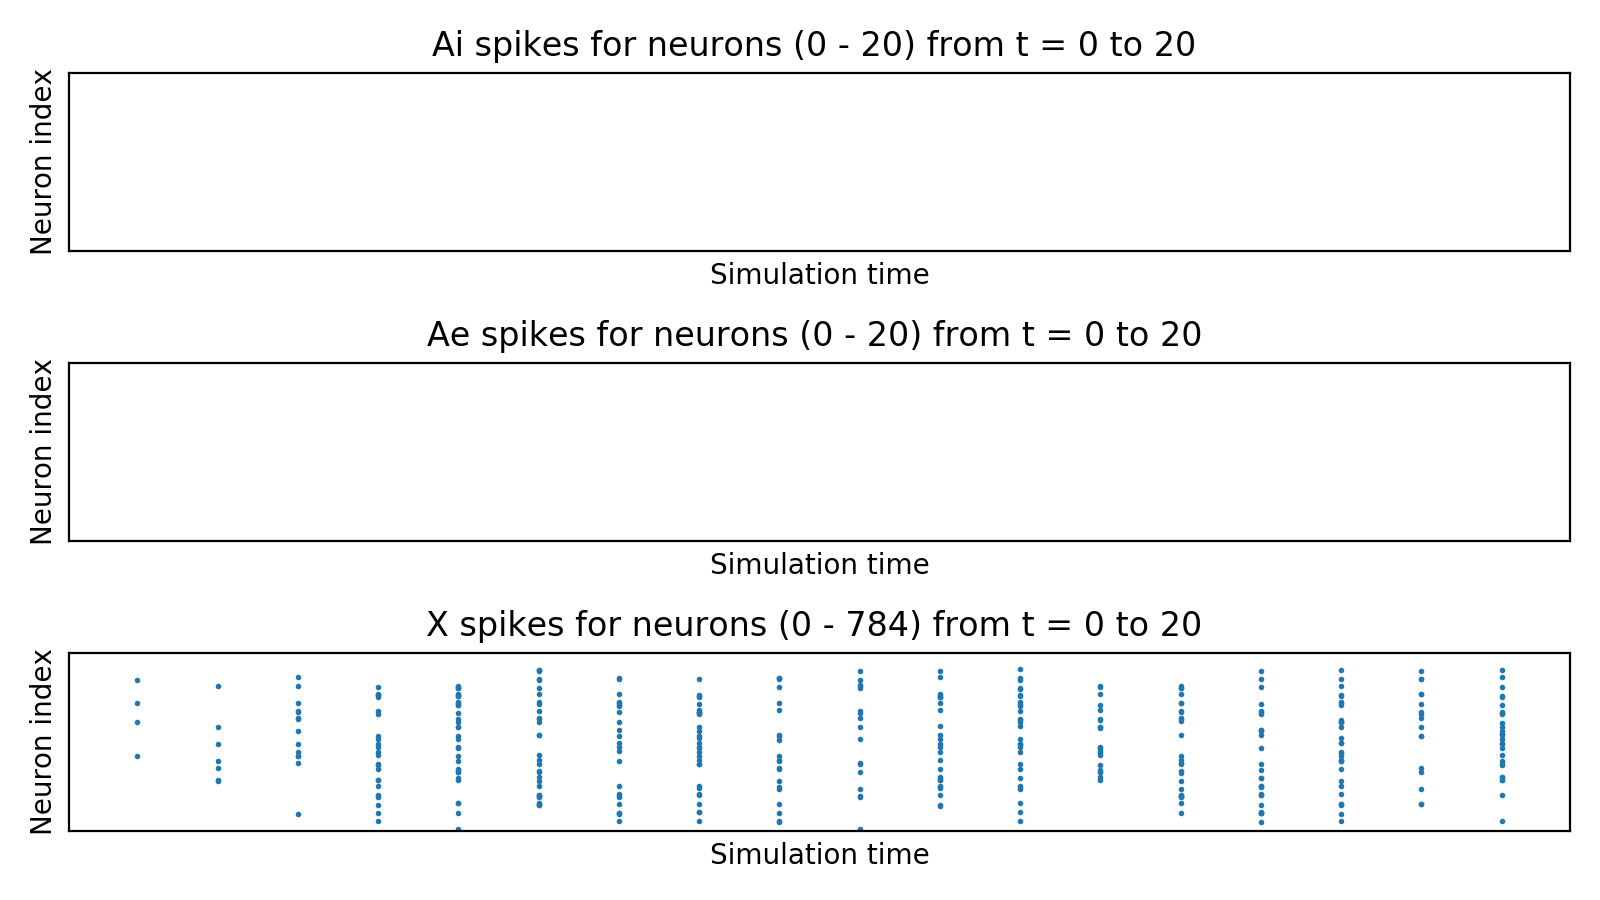 Ai spikes for neurons (0 - 20) from t = 0 to 20
Neuron index
Simulation time
Ae spikes for neurons (0 - 20) from t = 0 to 20
Neuron index
Simulation time
X spikes for neurons (0 - 784) from t = 0 to 20
Neuron index
Simulation time